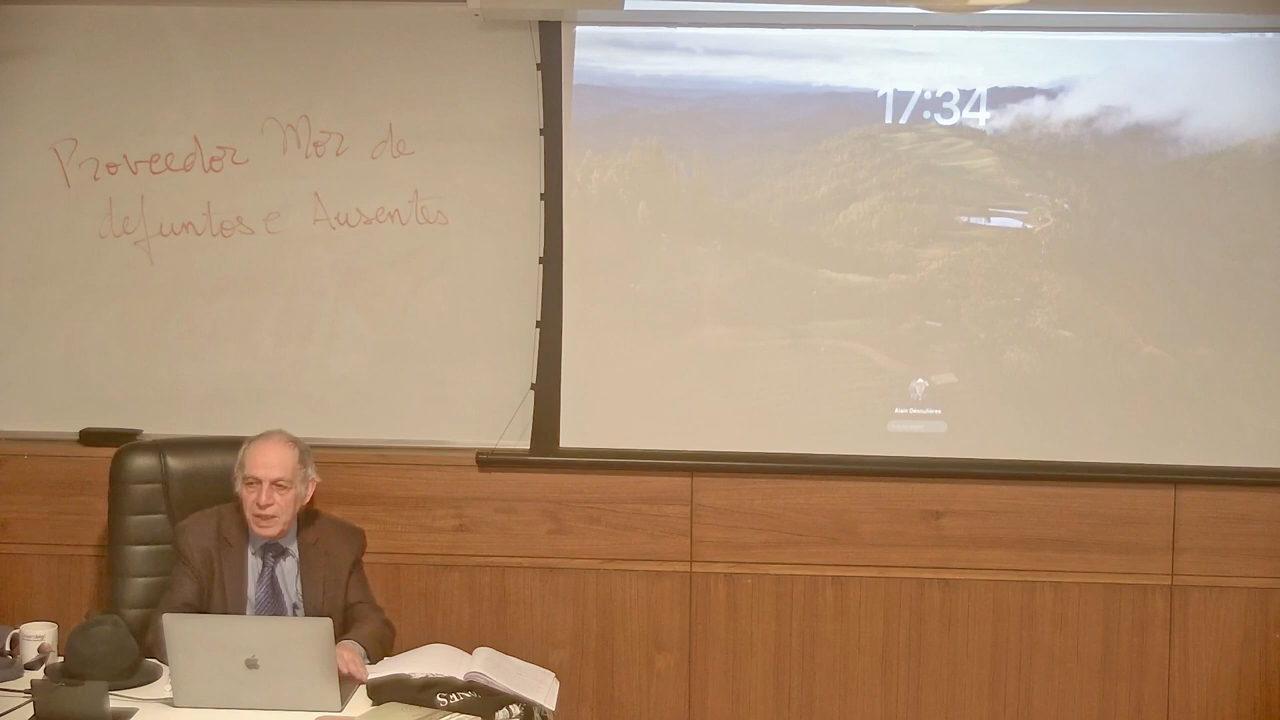 Proveedor Mor de
defuntos e Ausentes
17:34
Alain Désoulières